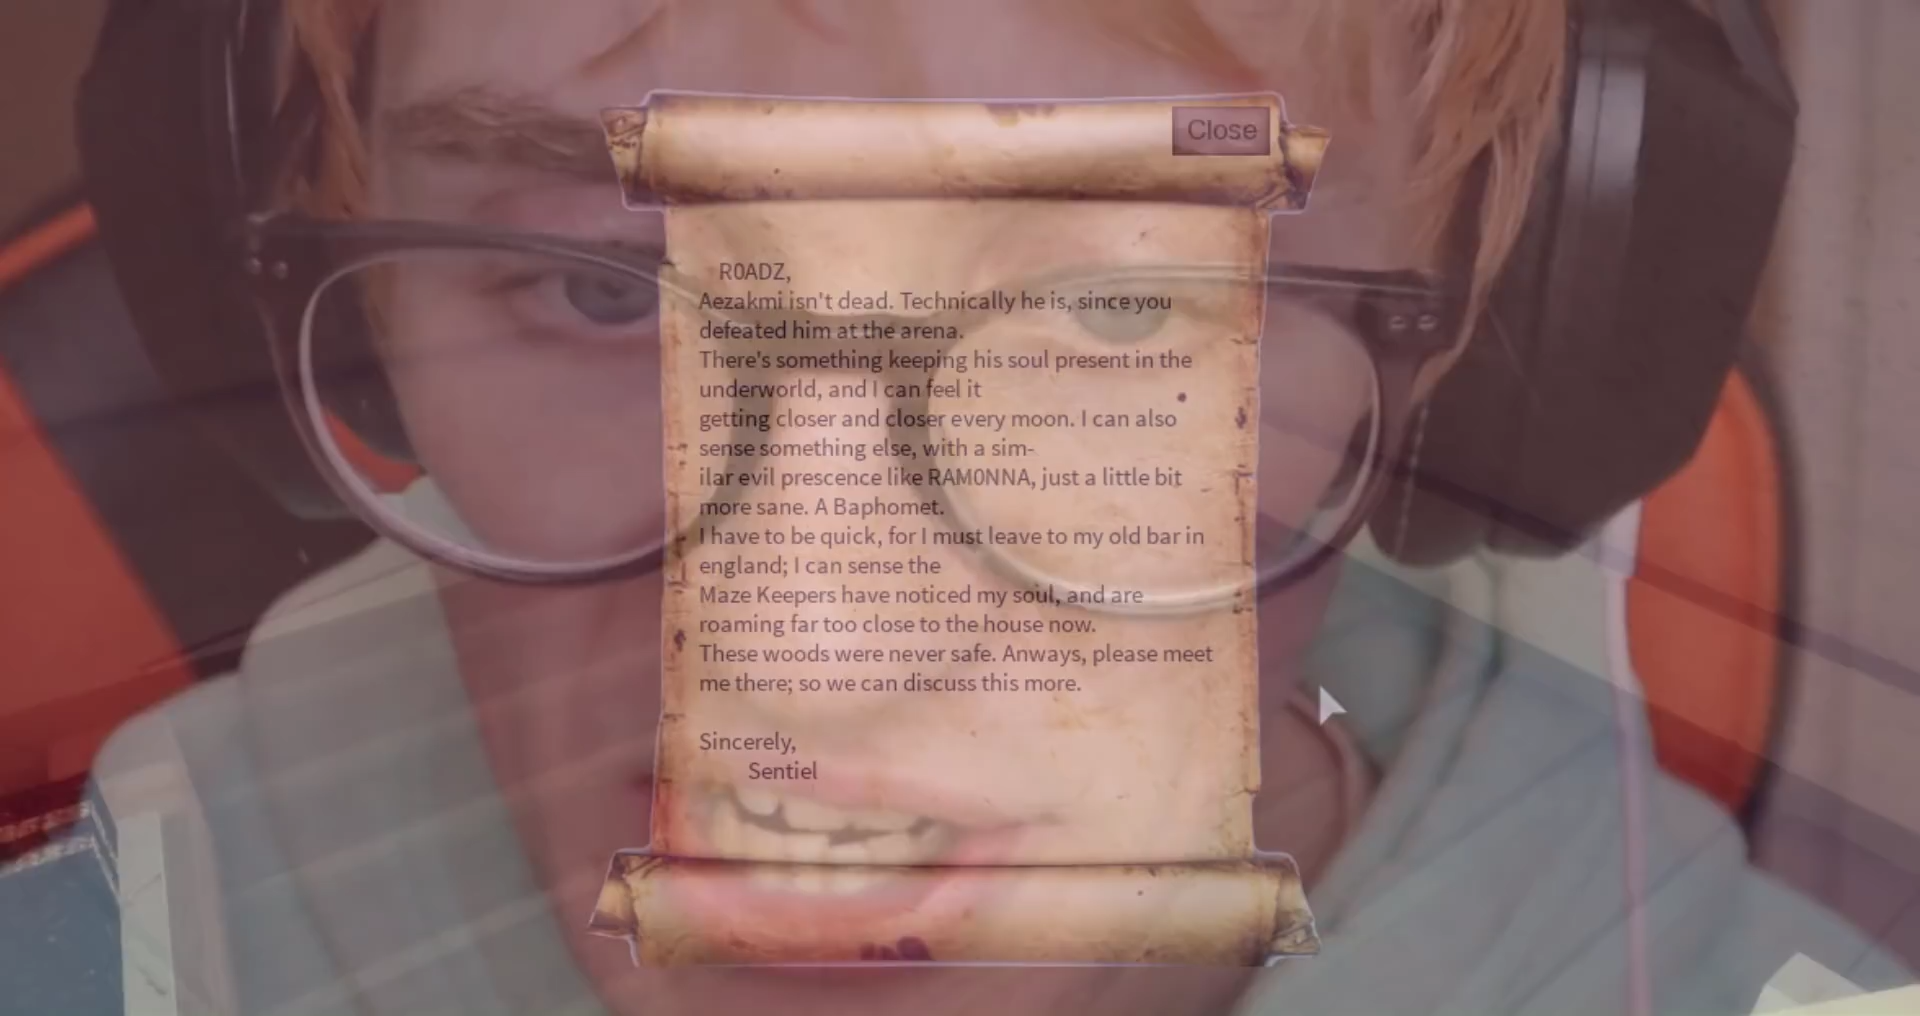 Close
R0ADZ,
Aezakmi isn't dead. Technically he is, since you
defeated him at the arena.
There's something keeping his soul present in the
underworld, and I can feel it
getting closer and closer every moon. I can also
sense something else, with a sim-
ilar evil prescence like RAM0NNA, just a little bit
more sane. A Baphomet.
I have to be quick, for I must leave to my old bar in
england; I can sense the
Maze Keepers have noticed my soul, and are
roaming far too close to the house now.
These woods were never safe. Anways, please meet
me there; so we can discuss this more.
Sincerely,
Sentiel